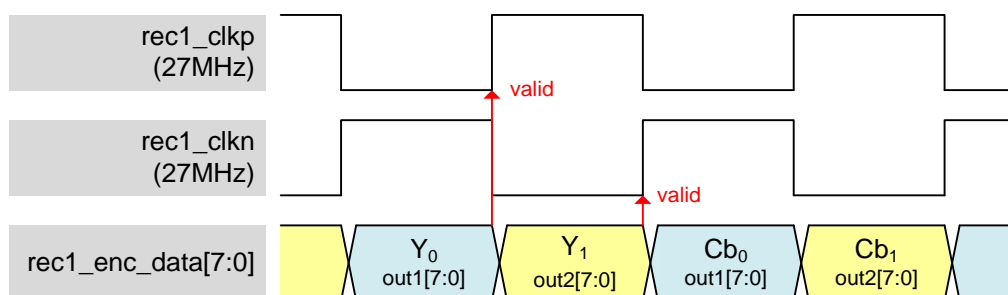 rec1_clkp
(27MHz)
valid
rec1_clkn
(27MHz)
valid
rec1_enc_data[7:0]
Y₀
out1[7:0]
Y₁
out2[7:0]
Cb₀
out1[7:0]
Cb₁
out2[7:0]